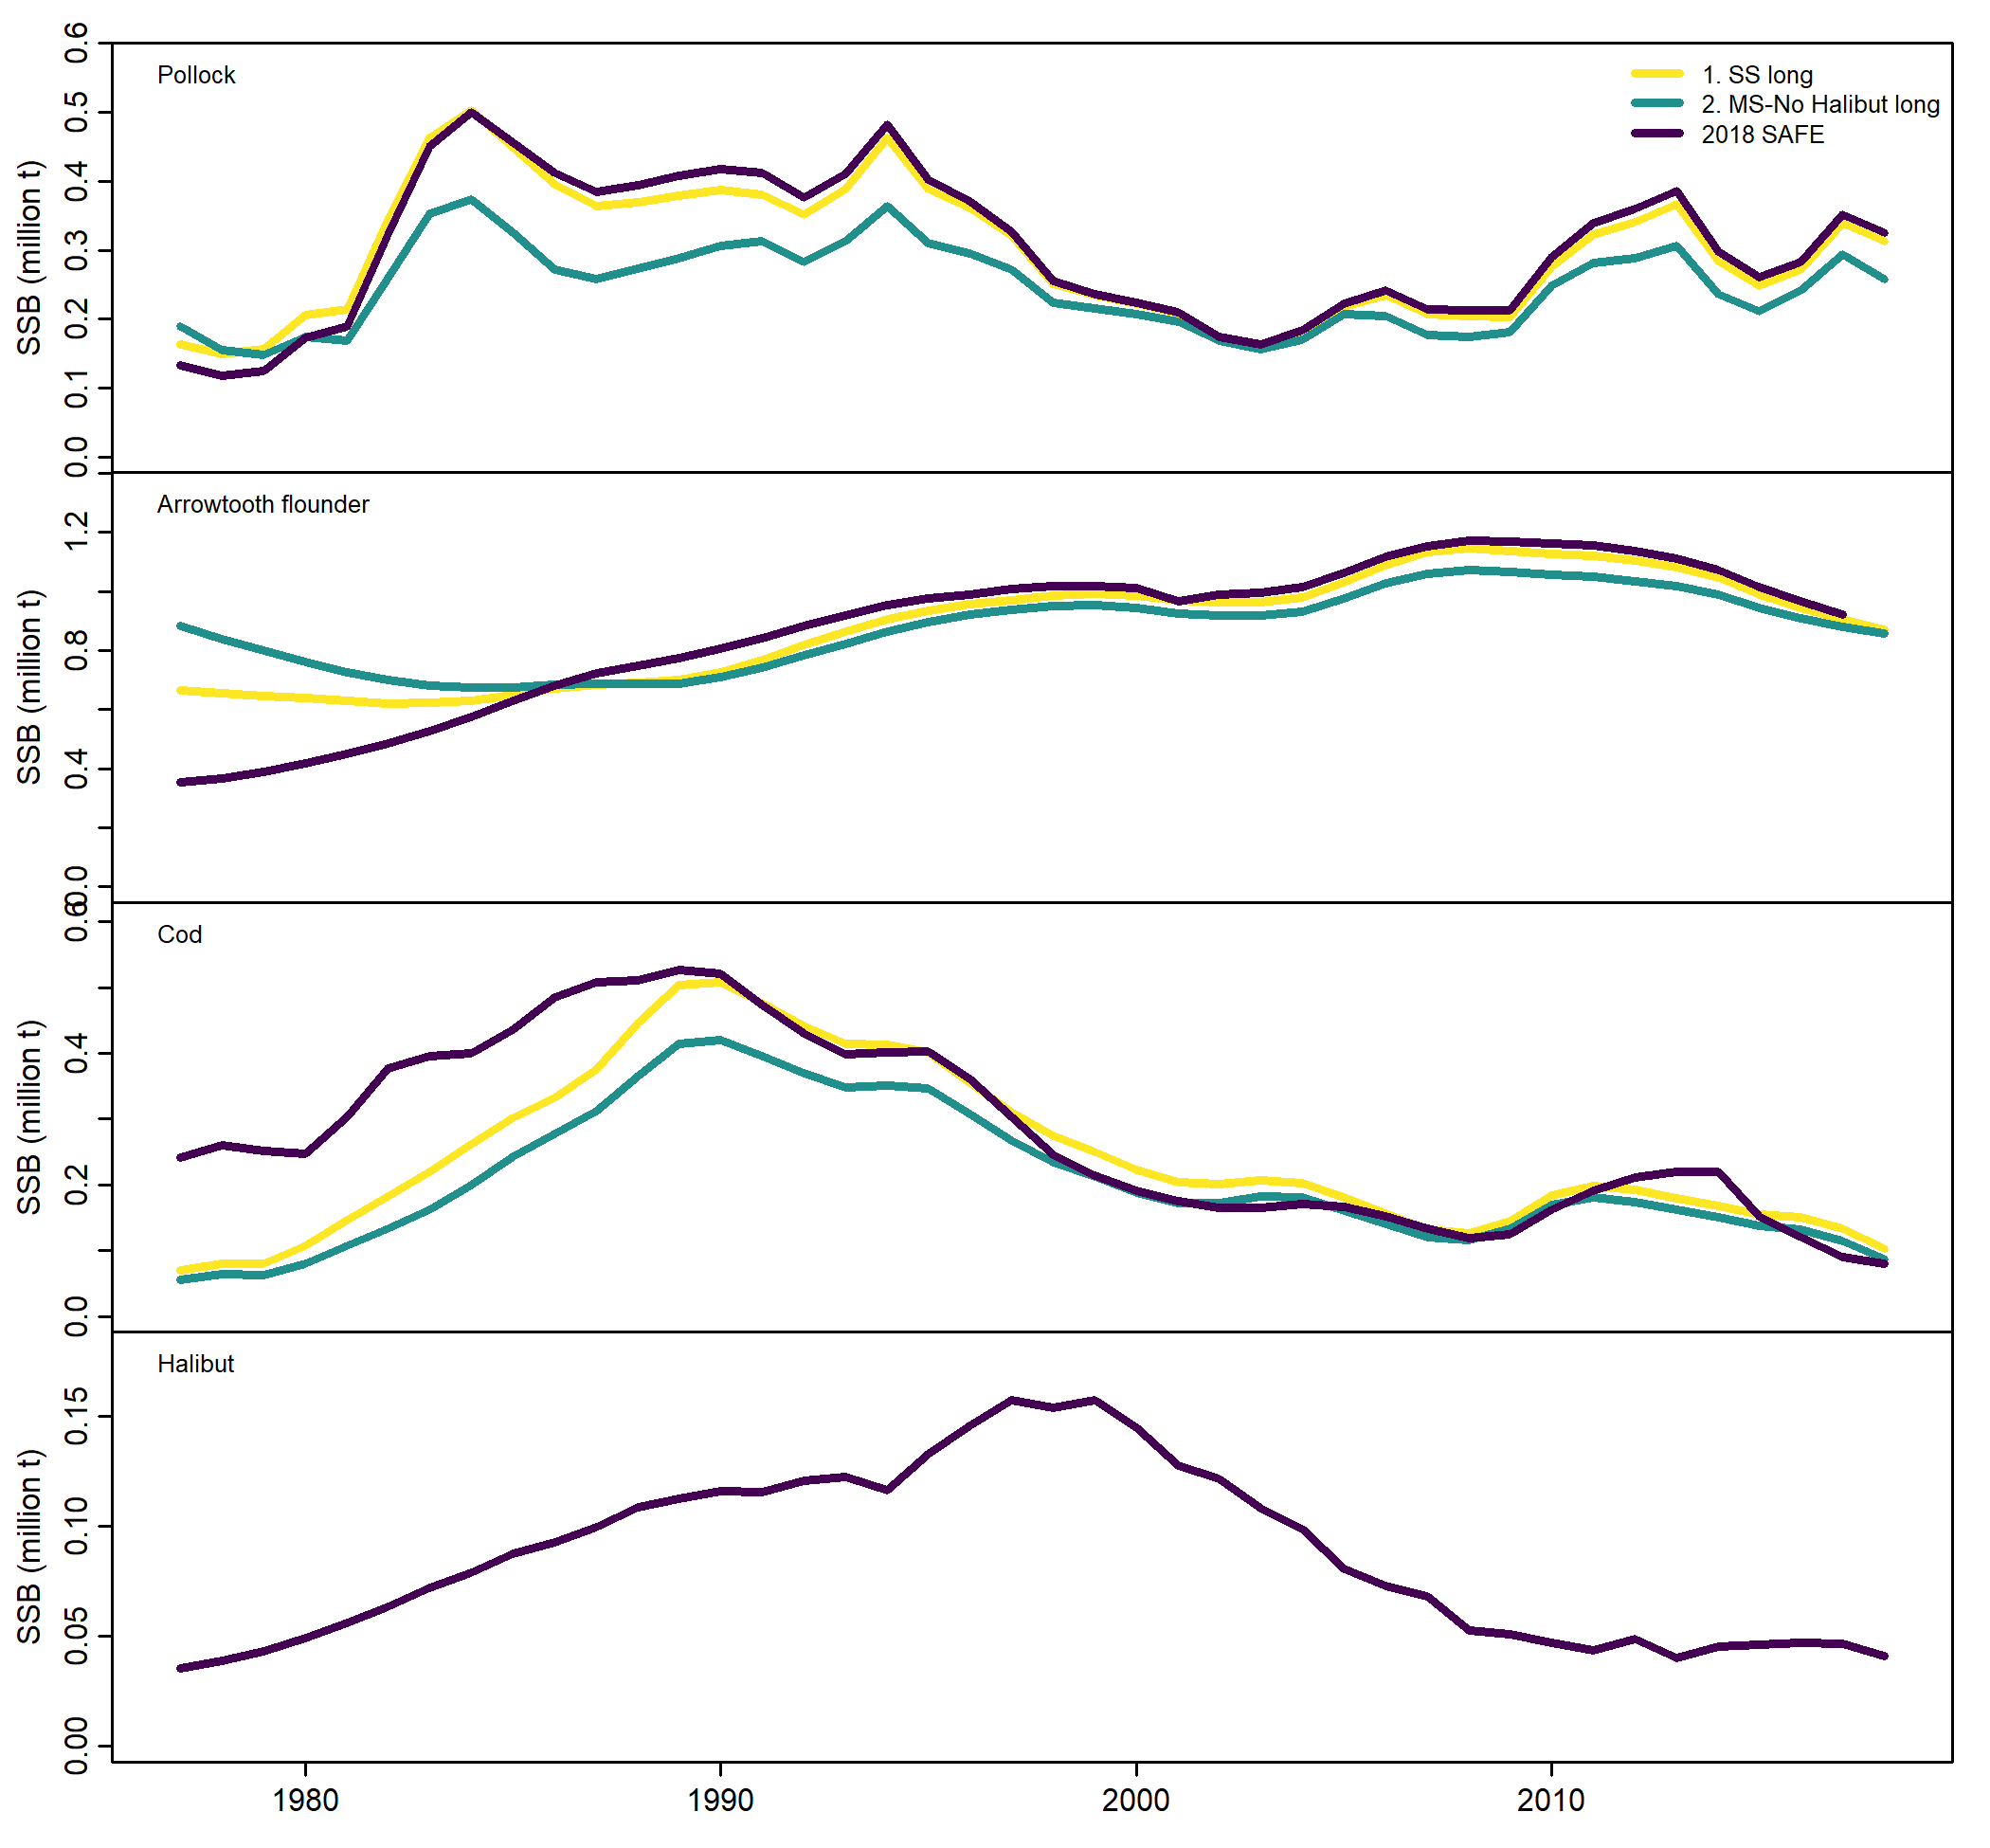 Pollock
1. SS long
2. MS-No Halibut long
2018 SAFE
SSB (million t)
0.6
0.5
0.4
0.3
0.2
0.1
0.0
Arrowtooth flounder
SSB (million t)
1.2
0.8
0.4
0.0
Cod
SSB (million t)
0.6
0.4
0.2
0.0
Halibut
SSB (million t)
0.15
0.10
0.05
0.00
1980
1990
2000
2010